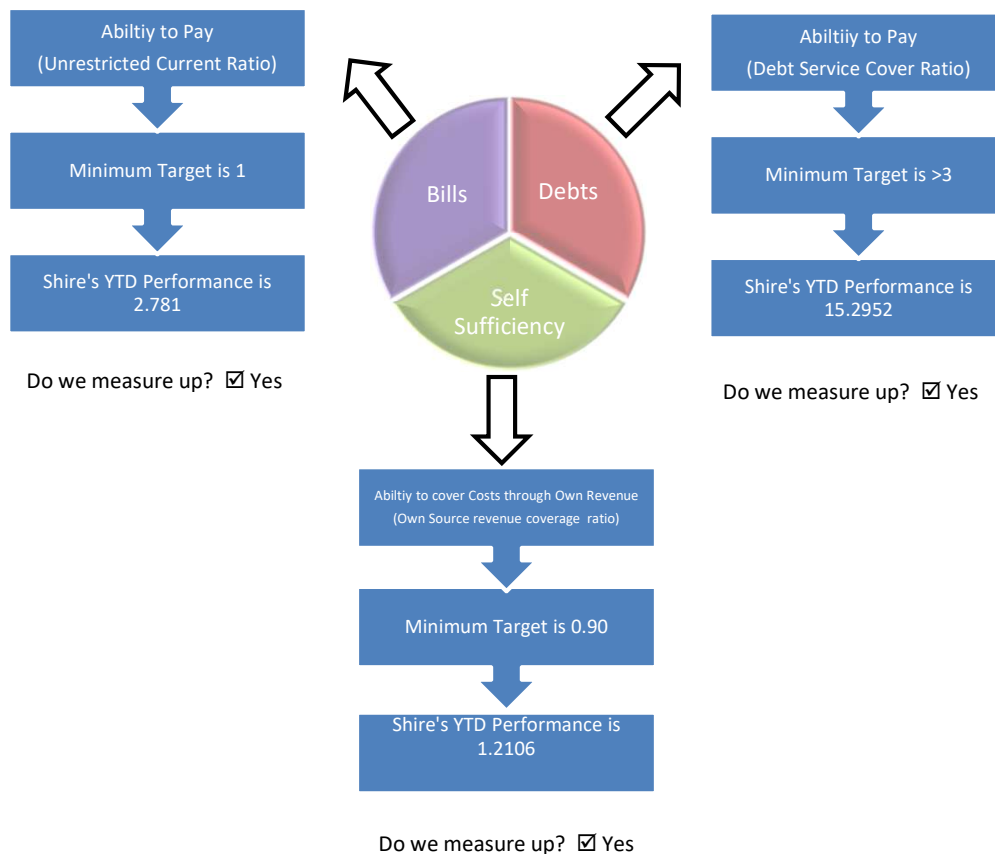 Abiltiy to Pay
(Unrestricted Current Ratio)
Minimum Target is 1
Shire's YTD Performance is
2.781
Do we measure up? ☑ Yes
Bills
Debts
Self
Sufficiency
Abiltiiy to Pay
(Debt Service Cover Ratio)
Minimum Target is >3
Shire's YTD Performance is
15.2952
Do we measure up? ☑ Yes
Abiltiy to cover Costs through Own Revenue
(Own Source revenue coverage ratio)
Minimum Target is 0.90
Shire's YTD Performance is
1.2106
Do we measure up? ☑ Yes